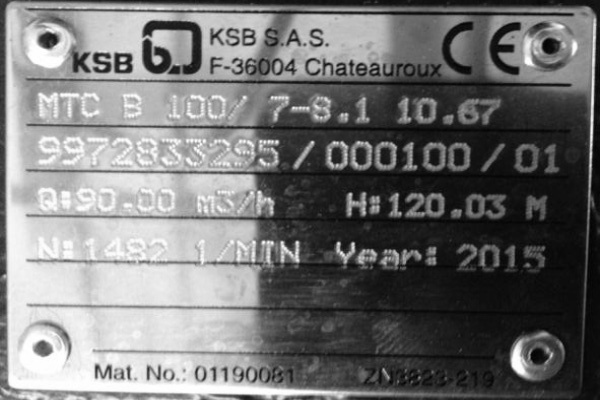 KSB KSB S.A.S.
F-36004 Chateauroux CE
MTC B 100/ 7-8.1 10.67
9972833295/000100/01
Q:90.00 m3/h H:120.03 M
N:1482 1/MIN Year: 2015
Mat. No.: 01190081 ZN3823-219